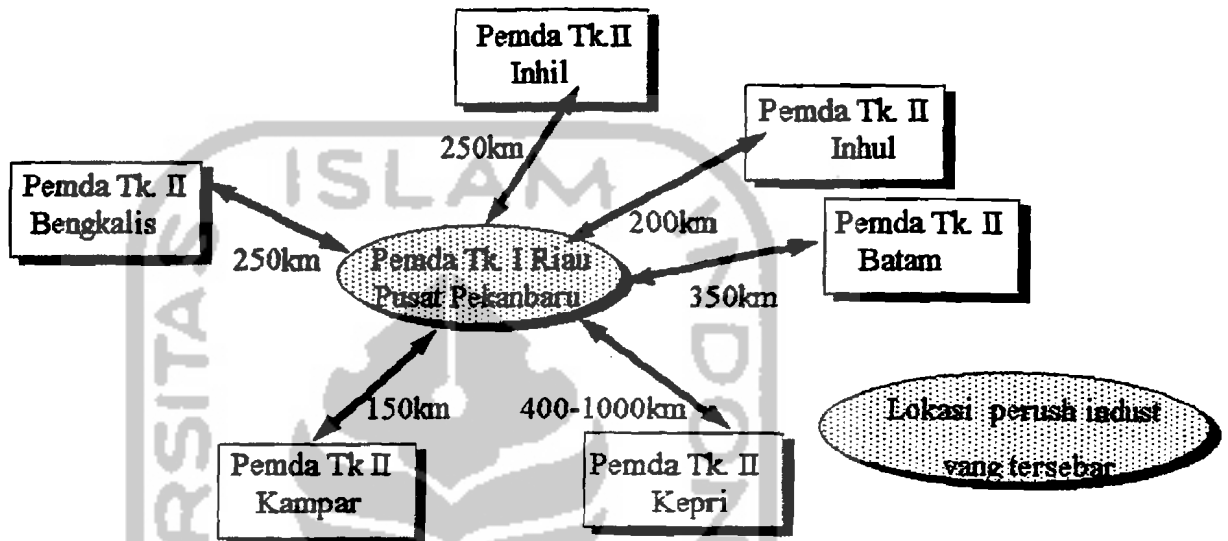 Pemda Tk.II
Inhil
250km
Pemda Tk. II
Inhul
200km
Pemda Tk. II
Bengkalis
250km
Pemda Tk. I Riau
Pusat Pekanbaru
Pemda Tk. II
Batam
350km
150km
400-1000km
Pemda Tk II
Kampar
Pemda Tk. II
Kepri
Lokasi perush indust
yang tersebar
ISLAM
RSITAS
INDON